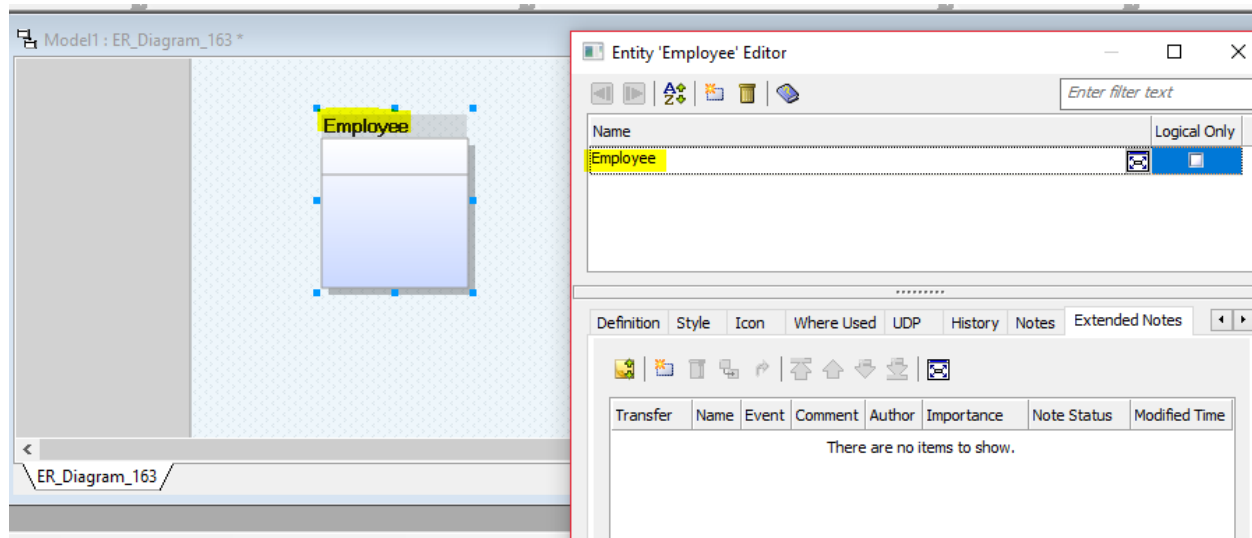 Model1 : ER_Diagram_163 *
Employee
ER_Diagram_163
Entity 'Employee' Editor
Enter filter text
Name Logical Only
Employee
Definition Style Icon Where Used UDP History Notes Extended Notes
Transfer Name Event Comment Author Importance Note Status Modified Time
There are no items to show.